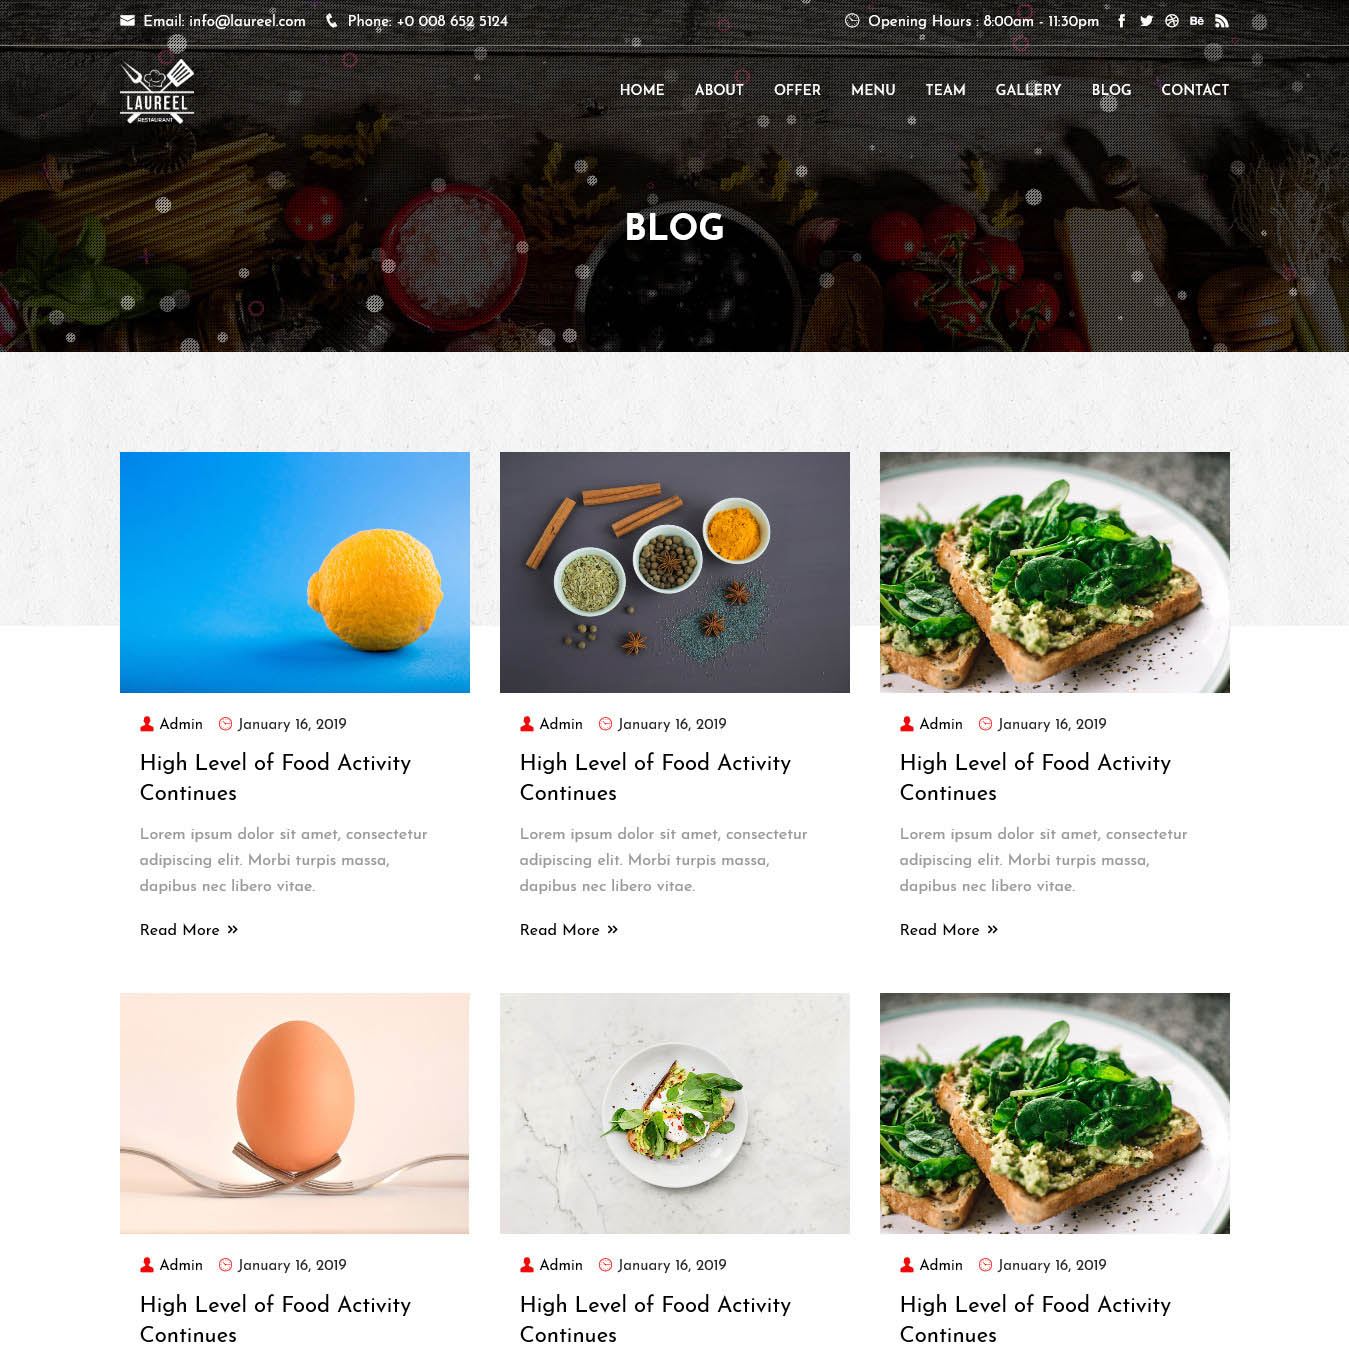 Email: info@laureel.com Phone: +0 008 652 5124 Opening Hours : 8:00am - 11:30pm Bē
LAUREEL
RESTAURANT
HOME ABOUT OFFER MENU TEAM GALLERY BLOG CONTACT
BLOG
Admin January 16, 2019
High Level of Food Activity
Continues
Lorem ipsum dolor sit amet, consectetur
adipiscing elit. Morbi turpis massa,
dapibus nec libero vitae.
Read More »
Admin January 16, 2019
High Level of Food Activity
Continues
Lorem ipsum dolor sit amet, consectetur
adipiscing elit. Morbi turpis massa,
dapibus nec libero vitae.
Read More »
Admin January 16, 2019
High Level of Food Activity
Continues
Lorem ipsum dolor sit amet, consectetur
adipiscing elit. Morbi turpis massa,
dapibus nec libero vitae.
Read More »
Admin January 16, 2019
High Level of Food Activity
Continues
Admin January 16, 2019
High Level of Food Activity
Continues
Admin January 16, 2019
High Level of Food Activity
Continues